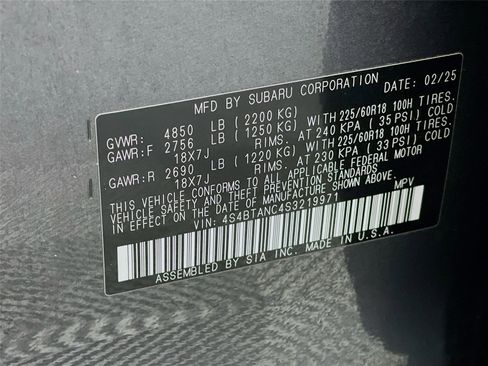 MFD BY SUBARU CORPORATION DATE: 02/25
GVWR: 4850 LB (2200 KG)
GAWR:F 2756 LB (1250 KG) WITH 225/60R18 100H TIRES.
18X7J RIMS. AT 240 KPA (35 PSI) COLD
GAWR:R 2690 LB (1220 KG) WITH 225/60R18 100H TIRES.
18X7J RIMS. AT 230 KPA (33 PSI) COLD
THIS VEHICLE CONFORMS TO ALL APPLICABLE FEDERAL MOTOR
VEHICLE SAFETY AND THEFT PREVENTION STANDARDS
IN EFFECT ON THE DATE OF MANUFACTURE SHOWN ABOVE.
VIN: 4S4BTANC4S3219971 MPV
ASSEMBLED BY SIA INC. MADE IN U.S.A.